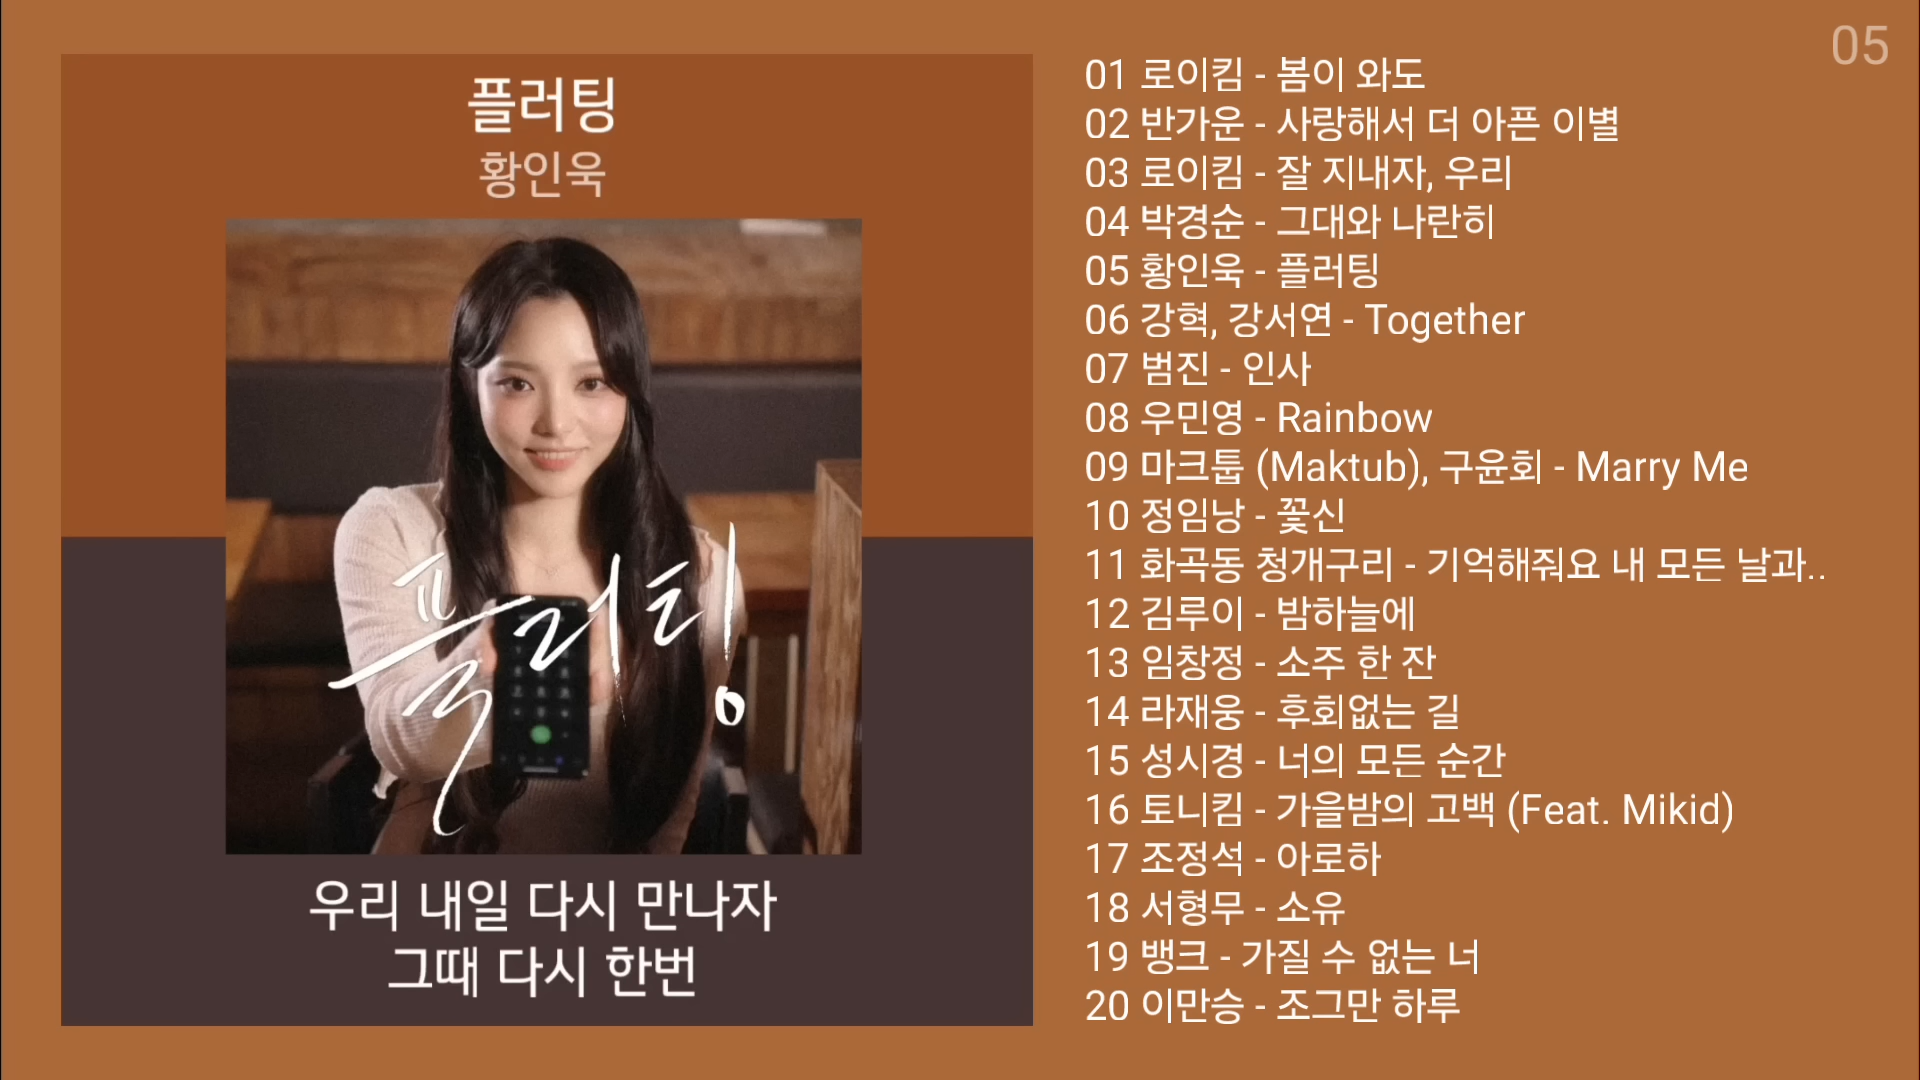 05
플러팅
황인욱
플러팅
우리 내일 다시 만나자
그때 다시 한번
01 로이킴 - 봄이 와도
02 반가운 - 사랑해서 더 아픈 이별
03 로이킴 - 잘 지내자, 우리
04 박경순 - 그대와 나란히
05 황인욱 - 플러팅
06 강혁, 강서연 - Together
07 범진 - 인사
08 우민영 - Rainbow
09 마크툽 (Maktub), 구윤회 - Marry Me
10 정임낭 - 꽃신
11 화곡동 청개구리 - 기억해줘요 내 모든 날과..
12 김루이 - 밤하늘에
13 임창정 - 소주 한 잔
14 라재웅 - 후회없는 길
15 성시경 - 너의 모든 순간
16 토니킴 - 가을밤의 고백 (Feat. Mikid)
17 조정석 - 아로하
18 서형무 - 소유
19 뱅크 - 가질 수 없는 너
20 이만승 - 조그만 하루